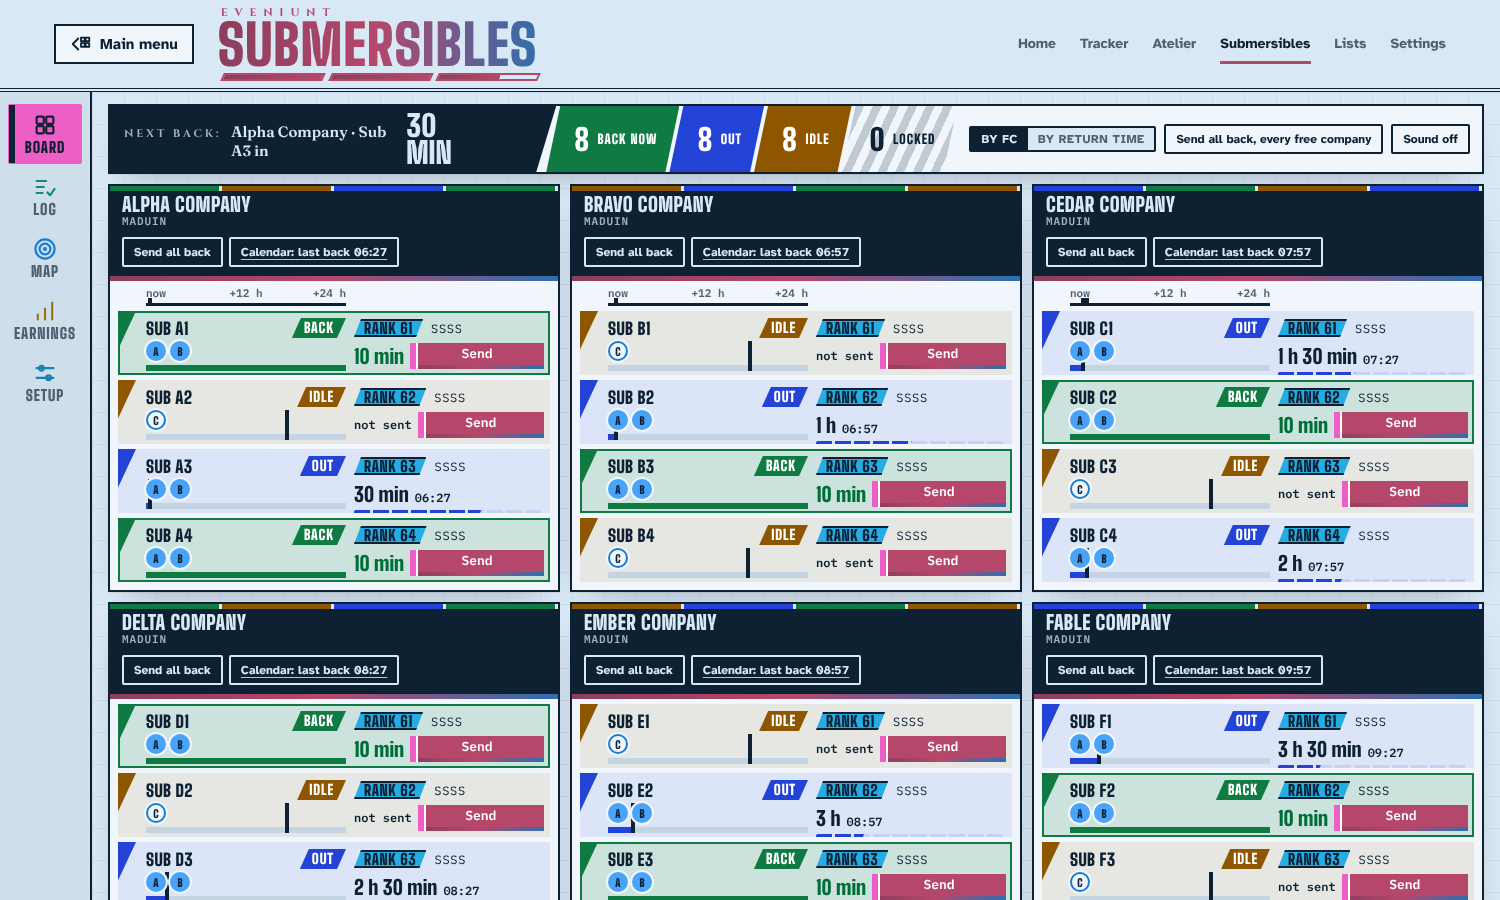 EVENIUNT
SUBMERSIBLES
Main menu
Home Tracker Atelier Submersibles Lists Settings
BOARD
LOG
MAP
EARNINGS
SETUP
NEXT BACK: Alpha Company · Sub A3 in
30 MIN
8 BACK NOW 8 OUT 8 IDLE 0 LOCKED
BY FC BY RETURN TIME Send all back, every free company Sound off
ALPHA COMPANY
MADUIN
Send all back Calendar: last back 06:27
now +12 h +24 h
SUB A1 BACK RANK 61 SSSS
A B 10 min Send
SUB A2 IDLE RANK 62 SSSS
C not sent Send
SUB A3 OUT RANK 63 SSSS
A B 30 min 06:27
SUB A4 BACK RANK 64 SSSS
A B 10 min Send
BRAVO COMPANY
MADUIN
Send all back Calendar: last back 06:57
now +12 h +24 h
SUB B1 IDLE RANK 61 SSSS
C not sent Send
SUB B2 OUT RANK 62 SSSS
A B 1 h 06:57
SUB B3 BACK RANK 63 SSSS
A B 10 min Send
SUB B4 IDLE RANK 64 SSSS
C not sent Send
CEDAR COMPANY
MADUIN
Send all back Calendar: last back 07:57
now +12 h +24 h
SUB C1 OUT RANK 61 SSSS
A B 1 h 30 min 07:27
SUB C2 BACK RANK 62 SSSS
A B 10 min Send
SUB C3 IDLE RANK 63 SSSS
C not sent Send
SUB C4 OUT RANK 64 SSSS
A B 2 h 07:57
DELTA COMPANY
MADUIN
Send all back Calendar: last back 08:27
SUB D1 BACK RANK 61 SSSS
A B 10 min Send
SUB D2 IDLE RANK 62 SSSS
C not sent Send
SUB D3 OUT RANK 63 SSSS
A B 2 h 30 min 08:27
EMBER COMPANY
MADUIN
Send all back Calendar: last back 08:57
SUB E1 IDLE RANK 61 SSSS
C not sent Send
SUB E2 OUT RANK 62 SSSS
A B 3 h 08:57
SUB E3 BACK RANK 63 SSSS
A B 10 min Send
FABLE COMPANY
MADUIN
Send all back Calendar: last back 09:57
SUB F1 OUT RANK 61 SSSS
A B 3 h 30 min 09:27
SUB F2 BACK RANK 62 SSSS
A B 10 min Send
SUB F3 IDLE RANK 63 SSSS
C not sent Send